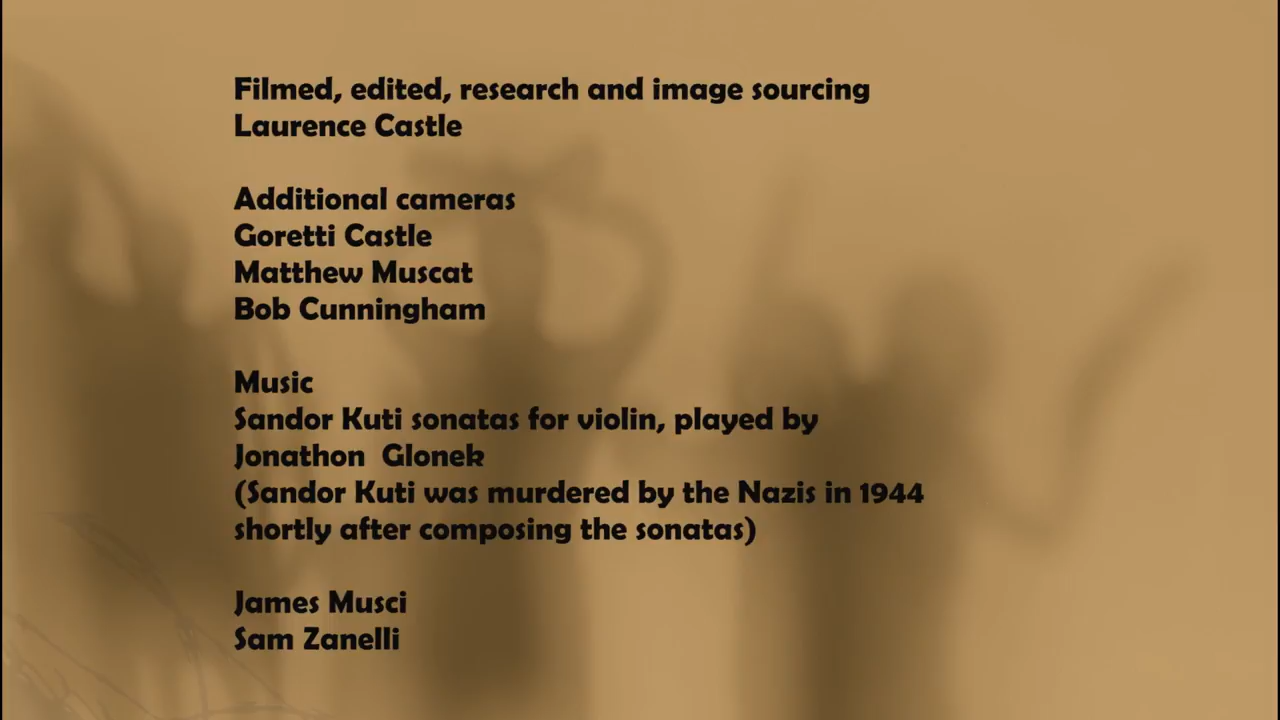 Filmed, edited, research and image sourcing
Laurence Castle
Additional cameras
Goretti Castle
Matthew Muscat
Bob Cunningham
Music
Sandor Kuti sonatas for violin, played by
Jonathon  Glonek
(Sandor Kuti was murdered by the Nazis in 1944
shortly after composing the sonatas)
James Musci
Sam Zanelli